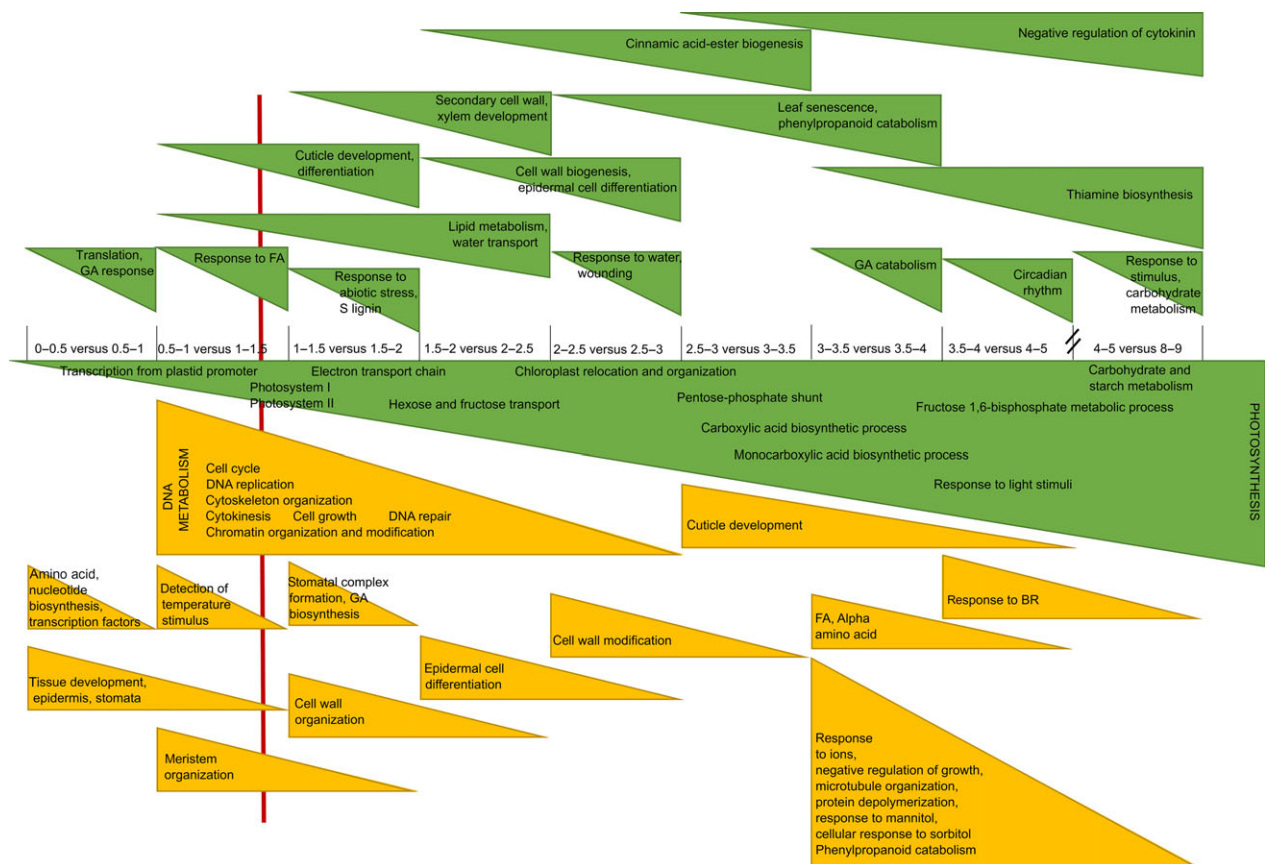 Negative regulation of cytokinin
Cinnamic acid-ester biogenesis
Secondary cell wall,
xylem development
Leaf senescence,
phenylpropanoid catabolism
Cuticle development,
differentiation
Cell wall biogenesis,
epidermal cell differentiation
Thiamine biosynthesis
Lipid metabolism,
water transport
Translation,
GA response
Response to FA
Response to
abiotic stress,
S lignin
Response to water,
wounding
GA catabolism
Circadian
rhythm
Response to
stimulus,
carbohydrate
metabolism
0–0.5 versus 0.5–1
0.5–1 versus 1–1.5
1–1.5 versus 1.5–2
1.5–2 versus 2–2.5
2–2.5 versus 2.5–3
2.5–3 versus 3–3.5
3–3.5 versus 3.5–4
3.5–4 versus 4–5
4–5 versus 8–9
Transcription from plastid promoter
Electron transport chain
Chloroplast relocation and organization
Carbohydrate and
starch metabolism
Photosystem I
Photosystem II
Hexose and fructose transport
Pentose-phosphate shunt
Fructose 1,6-bisphosphate metabolic process
Carboxylic acid biosynthetic process
Monocarboxylic acid biosynthetic process
Response to light stimuli
PHOTOSYNTHESIS
DNA
METABOLISM
Cell cycle
DNA replication
Cytoskeleton organization
Cytokinesis Cell growth DNA repair
Chromatin organization and modification
Cuticle development
Amino acid,
nucleotide
biosynthesis,
transcription factors
Detection of
temperature
stimulus
Stomatal complex
formation, GA
biosynthesis
Response to BR
FA, Alpha
amino acid
Cell wall modification
Epidermal cell
differentiation
Tissue development,
epidermis, stomata
Cell wall
organization
Meristem
organization
Response
to ions,
negative regulation of growth,
microtubule organization,
protein depolymerization,
response to mannitol,
cellular response to sorbitol
Phenylpropanoid catabolism